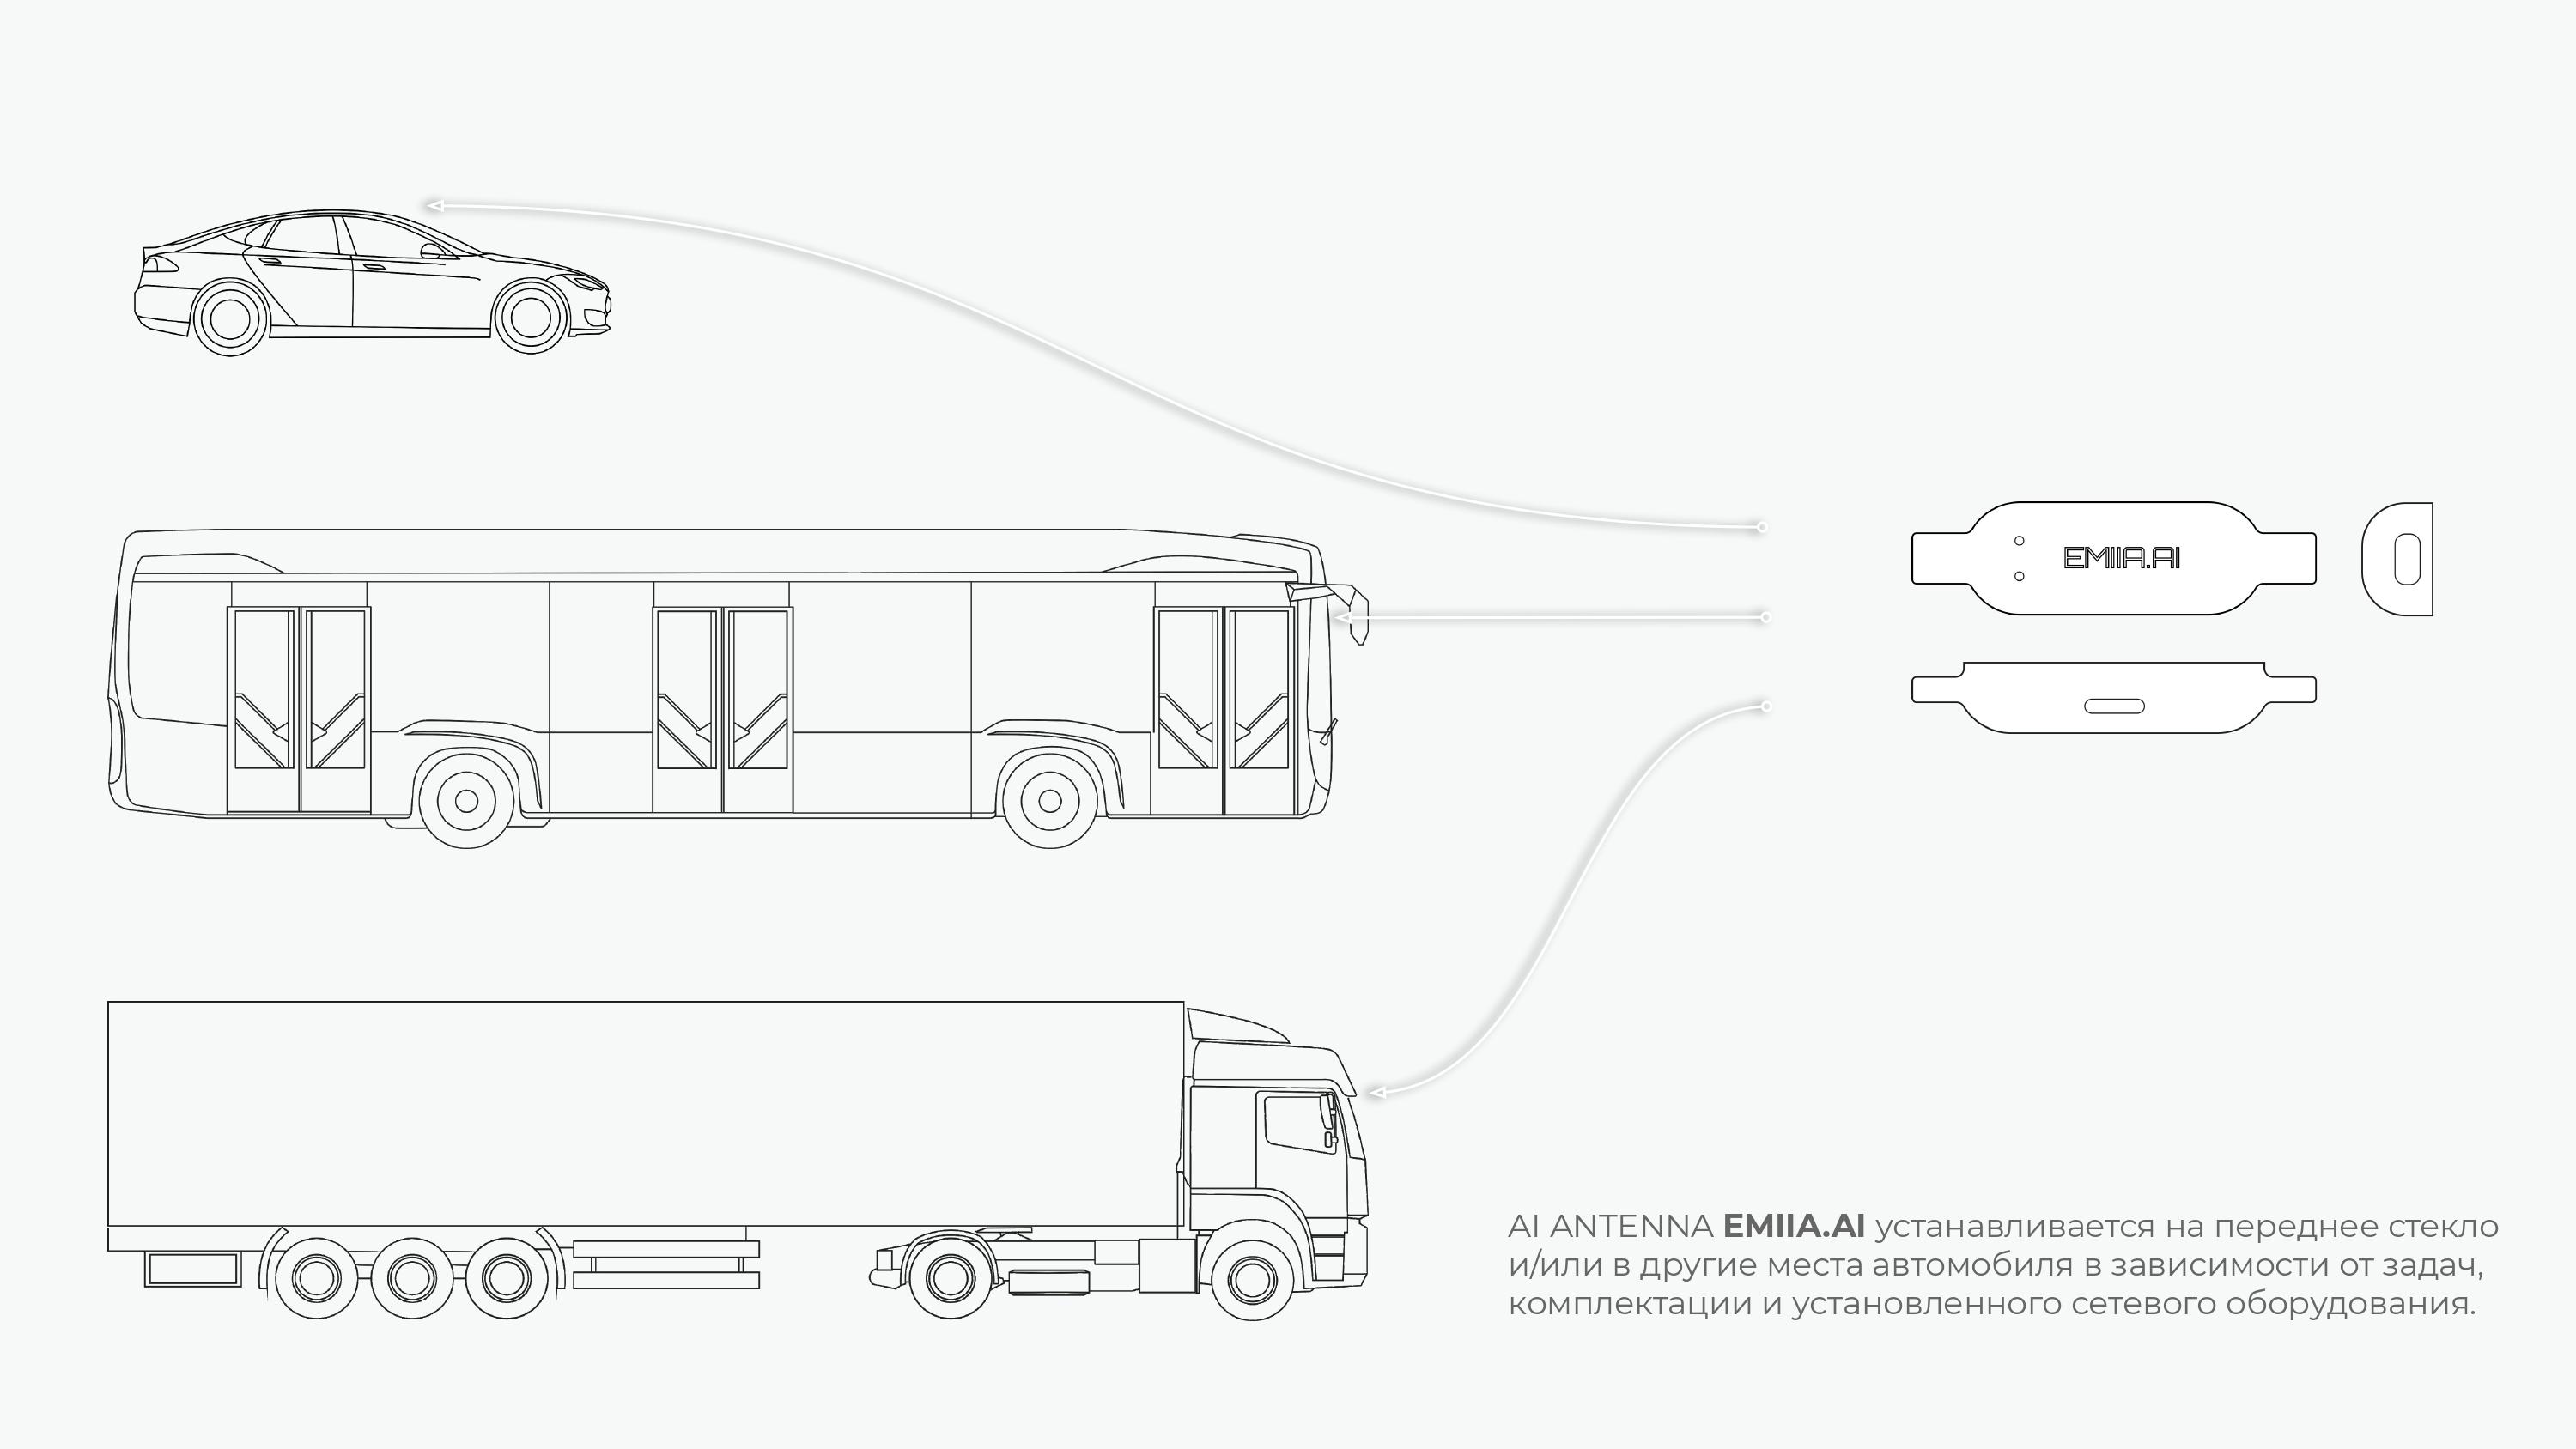 EMIIA.AI
AI ANTENNA EMIIA.AI устанавливается на переднее стекло
и/или в другие места автомобиля в зависимости от задач,
комплектации и установленного сетевого оборудования.